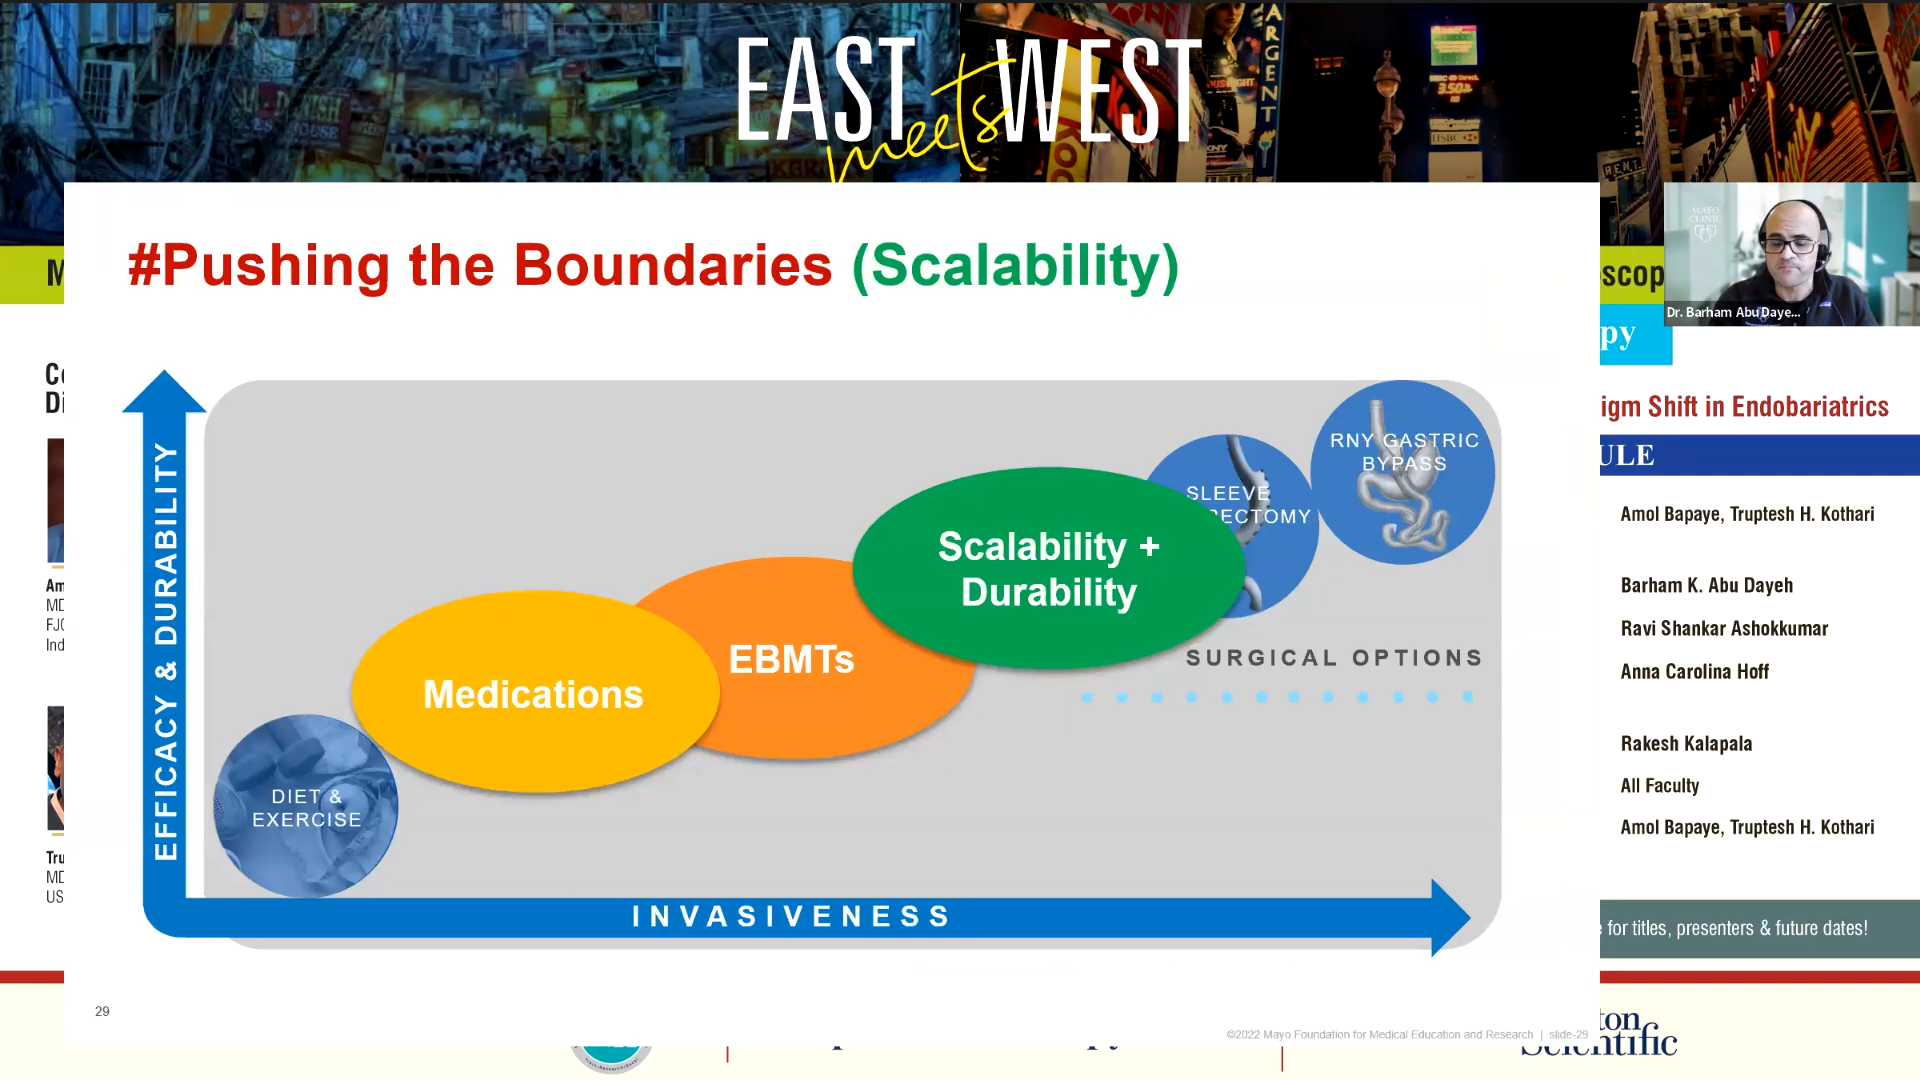 EAST meets WEST
#Pushing the Boundaries (Scalability)
EFFICACY & DURABILITY
RNY GASTRIC
BYPASS
SLEEVE
Scalability +
Durability
EBMTs
Medications
SURGICAL OPTIONS
DIET &
EXERCISE
INVASIVENESS
29
©2022 Mayo Foundation for Medical Education and Research | slide-29
MAYO
CLINIC
Dr. Barham Abu Daye...
igm Shift in Endobariatrics
ULE
Amol Bapaye, Truptesh H. Kothari
Barham K. Abu Dayeh
Ravi Shankar Ashokkumar
Anna Carolina Hoff
Rakesh Kalapala
All Faculty
Amol Bapaye, Truptesh H. Kothari
for titles, presenters & future dates!